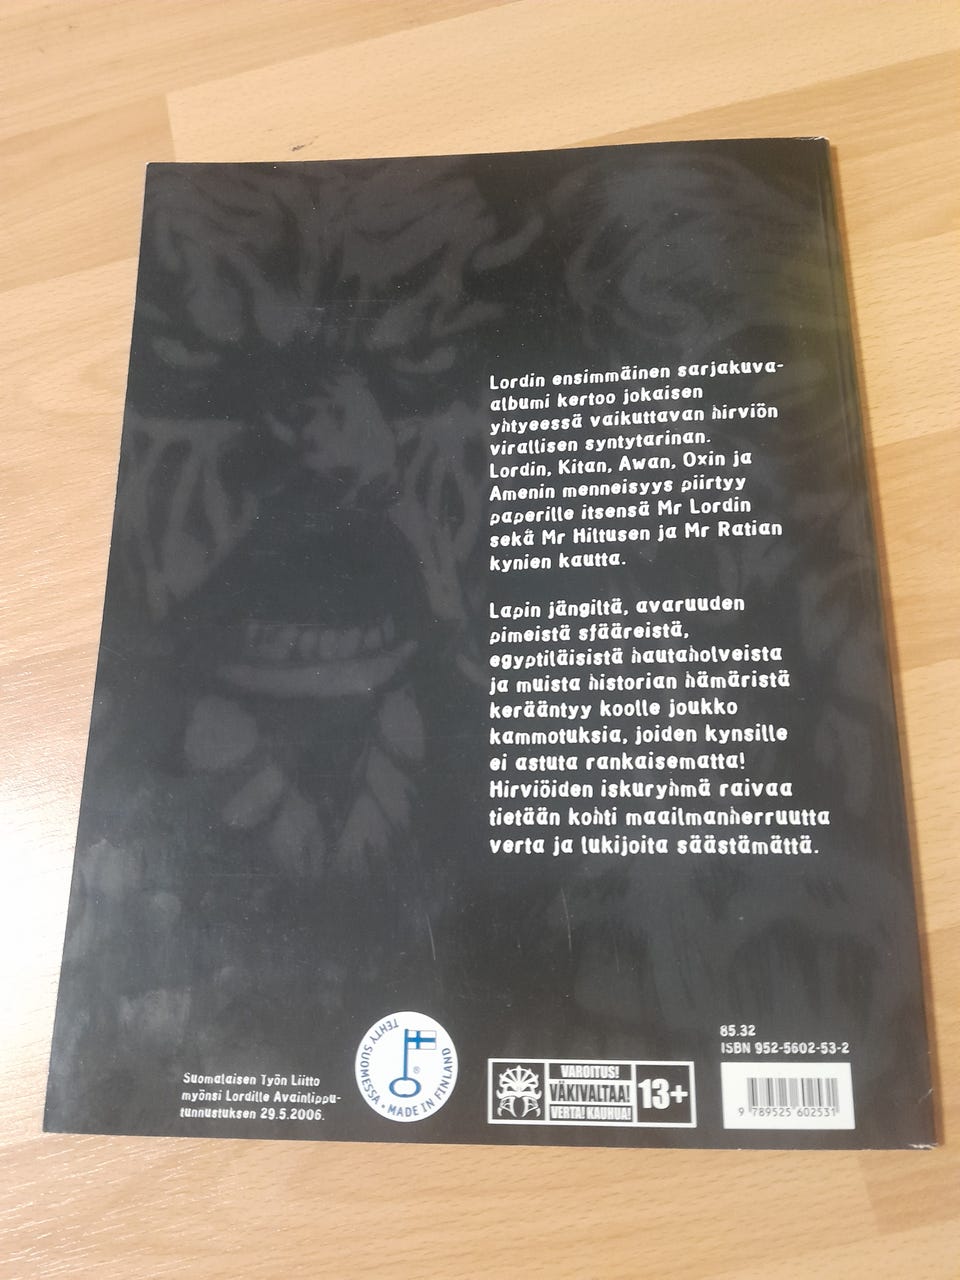 Lordin ensimmäinen sarjakuva-
albumi kertoo jokaisen
yhtyeessä vaikuttavan hirviön
virallisen syntytarinan.
Lordin, Kitan, Awan, Oxin ja
Amenin menneisyys piirtyy
paperille itsensä Mr Lordin
sekä Mr Hiltusen ja Mr Ratian
kynien kautta.
Lapin jängiltä, avaruuden
pimeistä sfääreistä,
egyptiläisistä hautaholveista
ja muista historian hämäristä
kerääntyy koolle joukko
kammotuksia, joiden kynsille
ei astuta rankaisematta!
Hirviöiden iskuryhmä raivaa
tietään kohti maailmanherruutta
verta ja lukijoita säästämättä.
Suomalaisen Työn Liitto
myönsi Lordille Avainlippu-
tunnustuksen 29.5.2006.
TEHTY SUOMESSA • MADE IN FINLAND
®
VAROITUS!
VÄKIVALTAA!
VERTA! KAUHUA!
13+
85.32
ISBN 952-5602-53-2
9 789525 602531